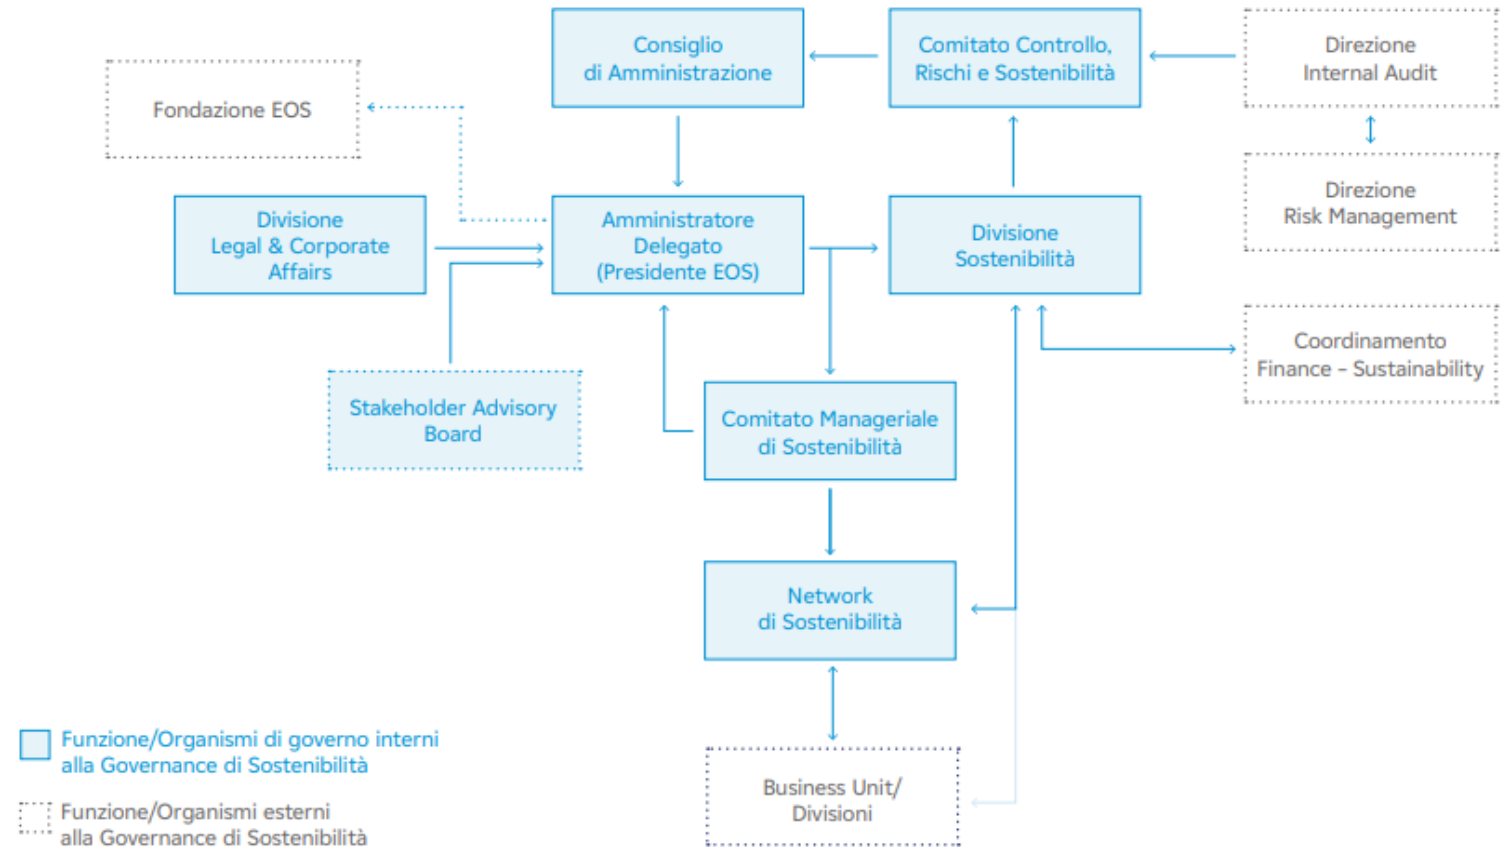 Consiglio
di Amministrazione
Comitato Controllo,
Rischi e Sostenibilità
Direzione
Internal Audit
Fondazione EOS
Direzione
Risk Management
Divisione
Legal & Corporate
Affairs
Amministratore
Delegato
(Presidente EOS)
Divisione
Sostenibilità
Coordinamento
Finance – Sustainability
Stakeholder Advisory
Board
Comitato Manageriale
di Sostenibilità
Network
di Sostenibilità
Business Unit/
Divisioni
Funzione/Organismi di governo interni
alla Governance di Sostenibilità
Funzione/Organismi esterni
alla Governance di Sostenibilità